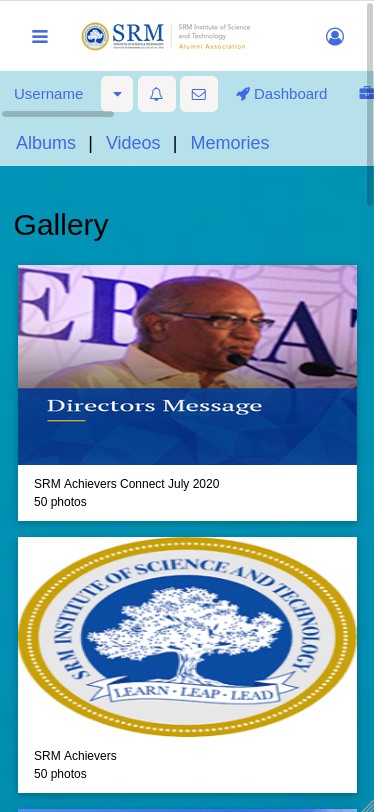 SRM
SRM Institute of Science
and Technology
Alumni Association
Username
Dashboard
Albums | Videos | Memories
Gallery
Directors Message
SRM Achievers Connect July 2020
50 photos
SRM INSTITUTE OF SCIENCE AND TECHNOLOGY
LEARN - LEAP - LEAD
SRM Achievers
50 photos